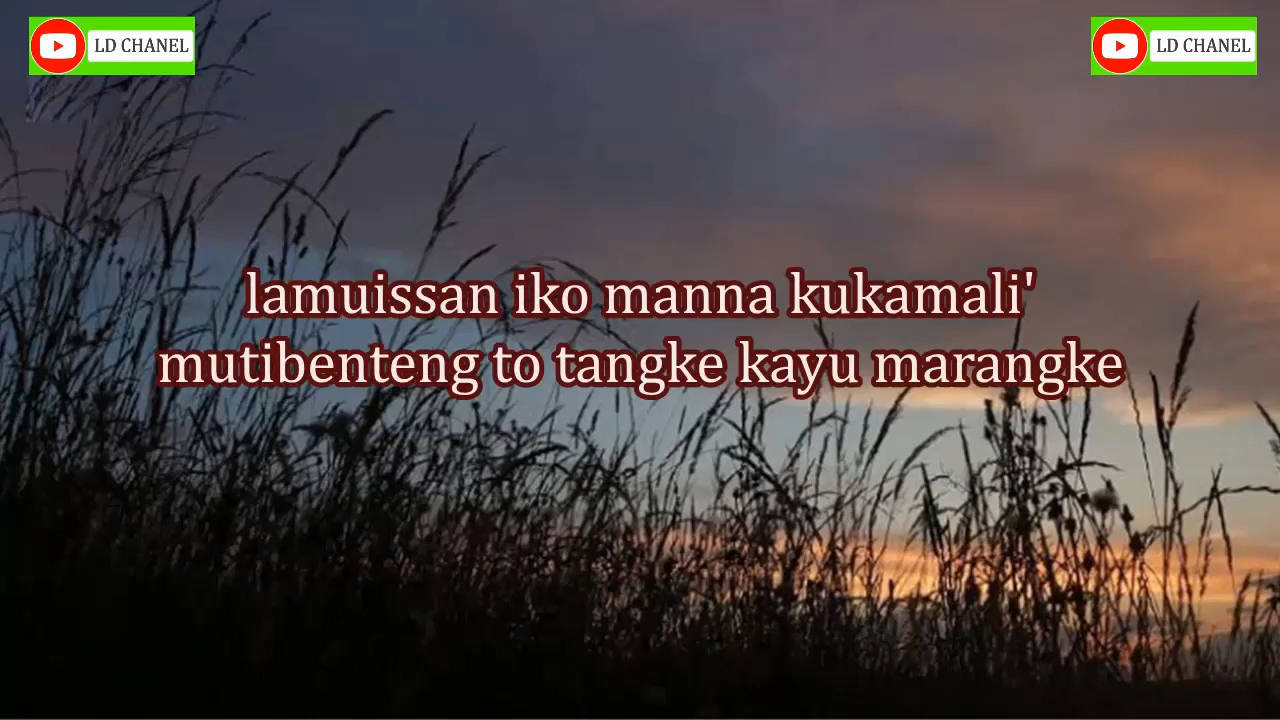 LD CHANEL
LD CHANEL
lamuissan iko manna kukamali'
mutibenteng to tangke kayu marangke